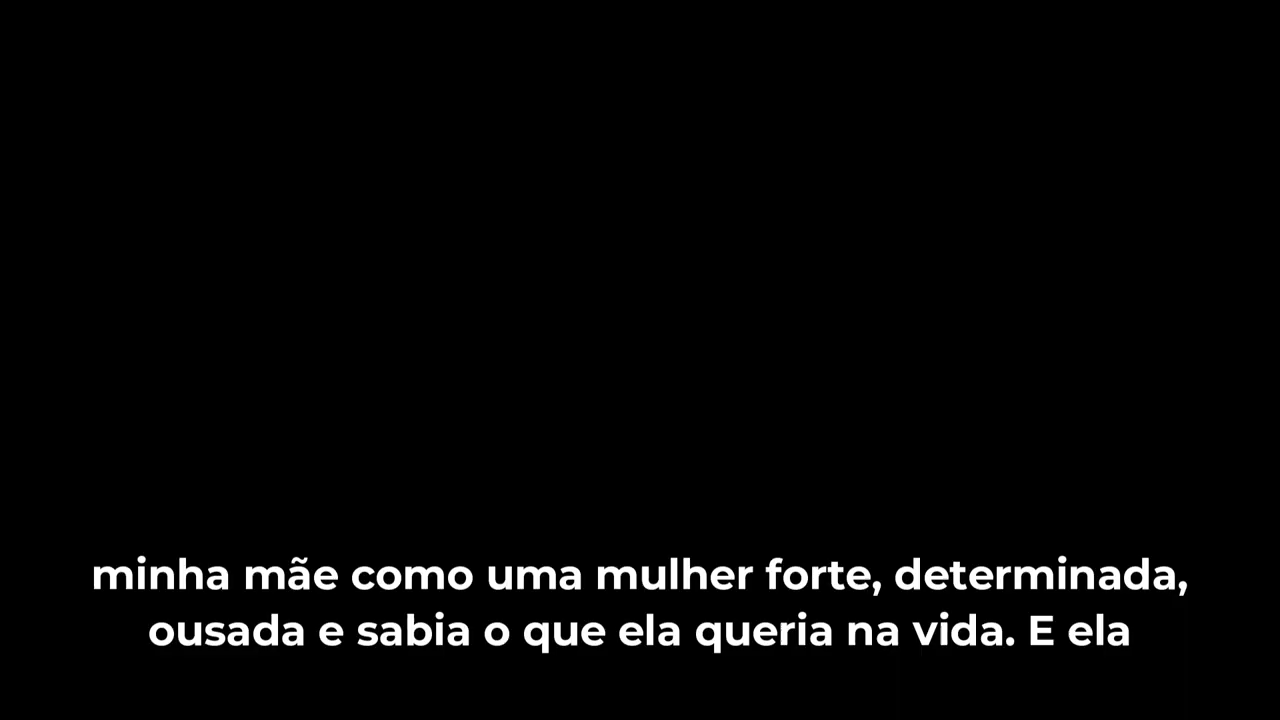 minha mãe como uma mulher forte, determinada,
ousada e sabia o que ela queria na vida. E ela